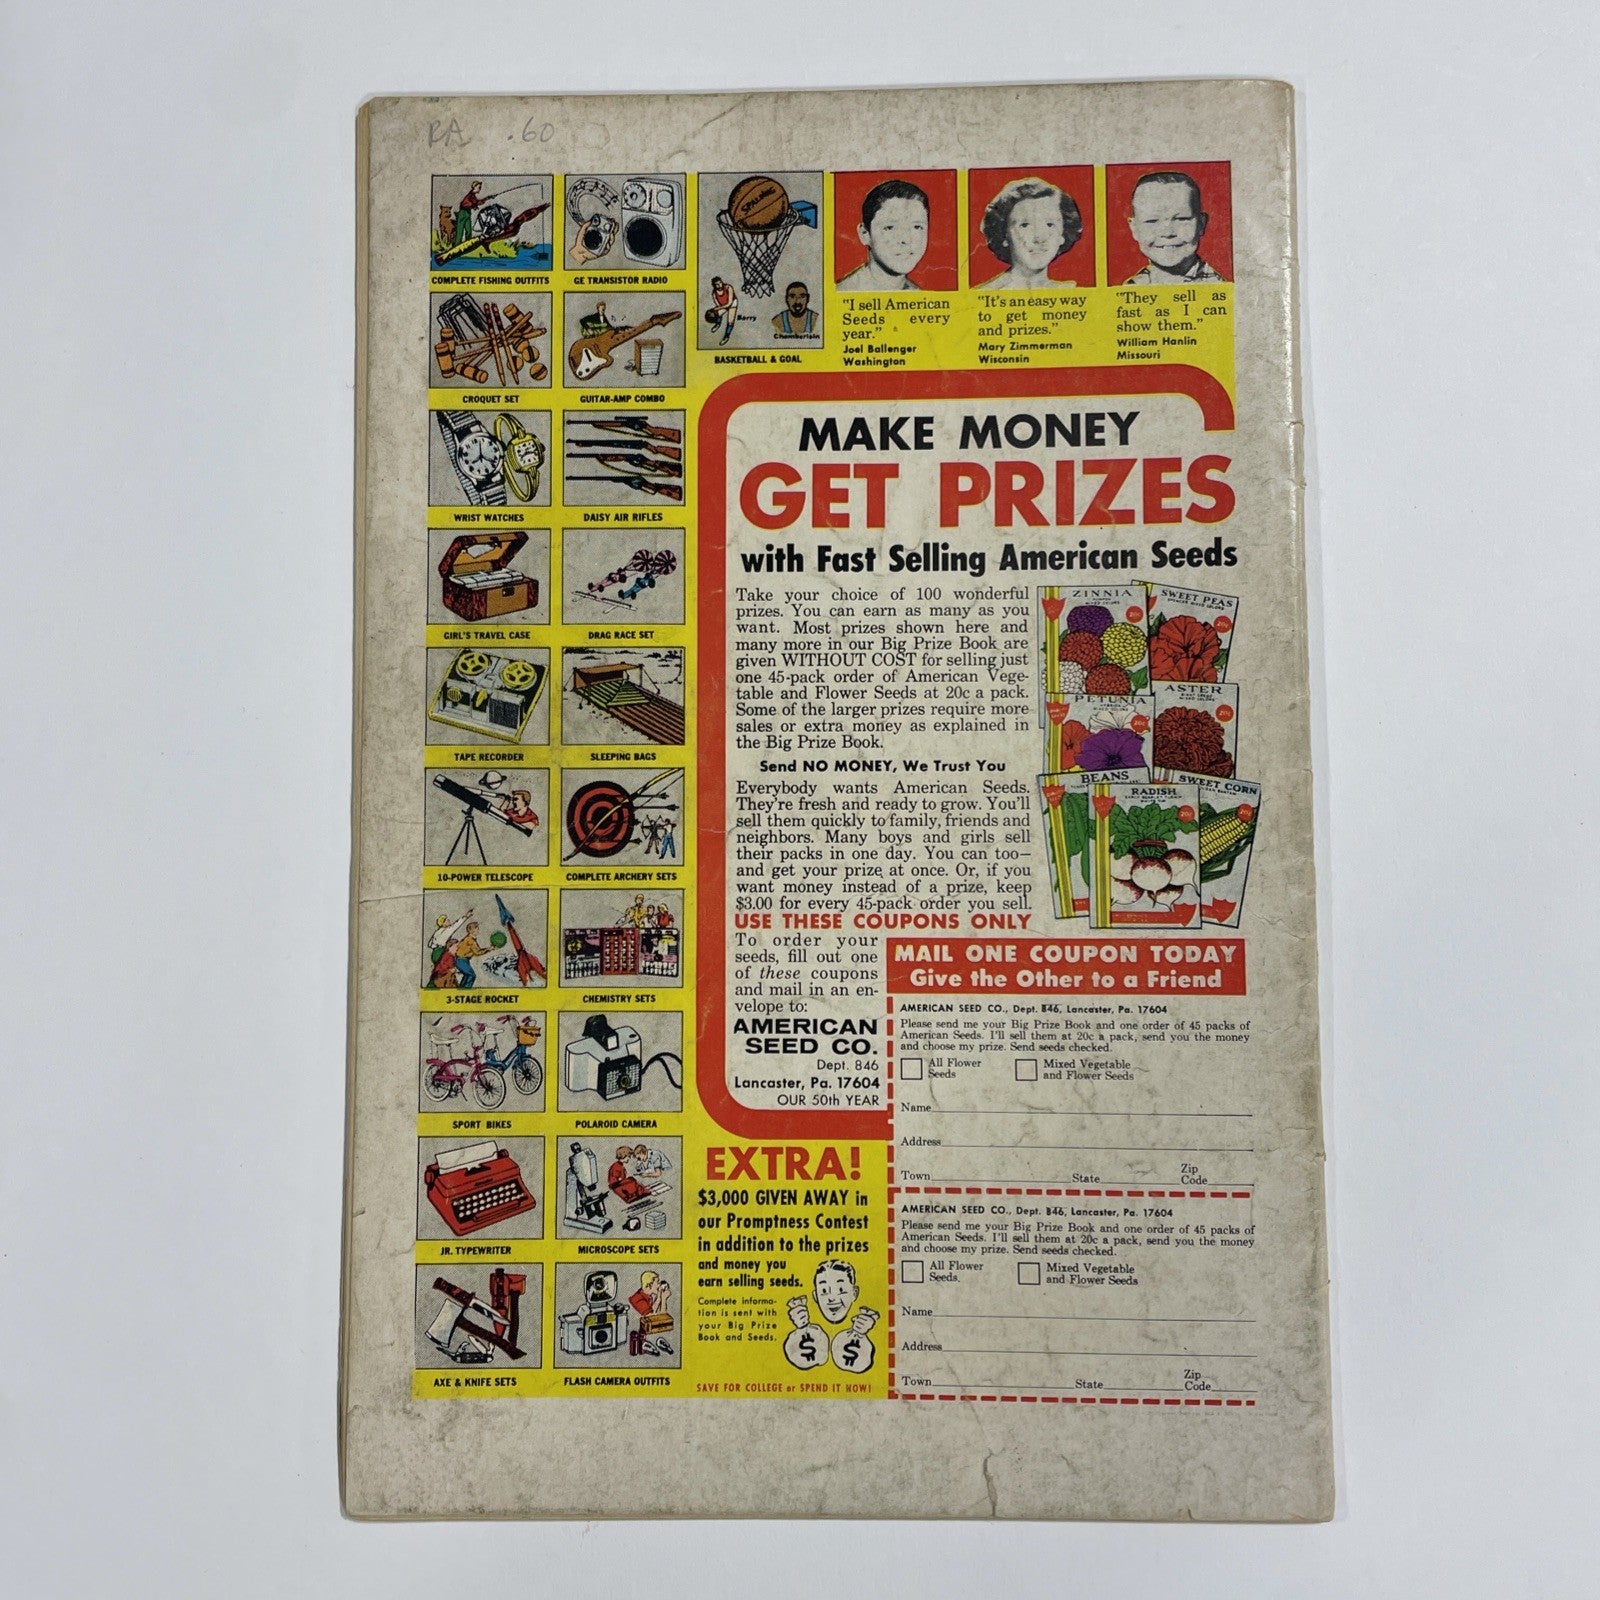 RA .60
COMPLETE FISHING OUTFITS
GE TRANSISTOR RADIO
SPALDING
Barry
Chamberlain
BASKETBALL & GOAL
CROQUET SET
GUITAR-AMP COMBO
WRIST WATCHES
DAISY AIR RIFLES
GIRL'S TRAVEL CASE
DRAG RACE SET
TAPE RECORDER
SLEEPING BAGS
10-POWER TELESCOPE
COMPLETE ARCHERY SETS
3-STAGE ROCKET
CHEMISTRY SETS
SPORT BIKES
POLAROID CAMERA
JR. TYPEWRITER
MICROSCOPE SETS
AXE & KNIFE SETS
FLASH CAMERA OUTFITS
"I sell American
Seeds every
year."
Joel Ballenger
Washington
"It's an easy way
to get money
and prizes."
Mary Zimmerman
Wisconsin
"They sell as
fast as I can
show them."
William Hanlin
Missouri
MAKE MONEY
GET PRIZES
with Fast Selling American Seeds
Take your choice of 100 wonderful
prizes. You can earn as many as you
want. Most prizes shown here and
many more in our Big Prize Book are
given WITHOUT COST for selling just
one 45-pack order of American Vege-
table and Flower Seeds at 20c a pack.
Some of the larger prizes require more
sales or extra money as explained in
the Big Prize Book.
Send NO MONEY, We Trust You
Everybody wants American Seeds.
They're fresh and ready to grow. You'll
sell them quickly to family, friends and
neighbors. Many boys and girls sell
their packs in one day. You can too—
and get your prize at once. Or, if you
want money instead of a prize, keep
$3.00 for every 45-pack order you sell.
USE THESE COUPONS ONLY
ZINNIA
MIXED COLORS
20c
SWEET PEAS
20c
PETUNIA
20c
ASTER
20c
BEANS
RADISH
20c
SWEET CORN
20c
To order your
seeds, fill out one
of these coupons
and mail in an en-
velope to:
AMERICAN
SEED CO.
Dept. 846
Lancaster, Pa. 17604
OUR 50th YEAR
MAIL ONE COUPON TODAY
Give the Other to a Friend
AMERICAN SEED CO., Dept. 846, Lancaster, Pa. 17604
Please send me your Big Prize Book and one order of 45 packs of
American Seeds. I'll sell them at 20c a pack, send you the money
and choose my prize. Send seeds checked.
All Flower
Seeds
Mixed Vegetable
and Flower Seeds
Name
Address
Town State Zip Code
AMERICAN SEED CO., Dept. 846, Lancaster, Pa. 17604
Please send me your Big Prize Book and one order of 45 packs of
American Seeds. I'll sell them at 20c a pack, send you the money
and choose my prize. Send seeds checked.
All Flower
Seeds.
Mixed Vegetable
and Flower Seeds
Name
Address
Town State Zip Code
EXTRA!
$3,000 GIVEN AWAY in
our Promptness Contest
in addition to the prizes
and money you
earn selling seeds.
Complete informa-
tion is sent with
your Big Prize
Book and Seeds.
$ $
SAVE FOR COLLEGE or SPEND IT NOW!